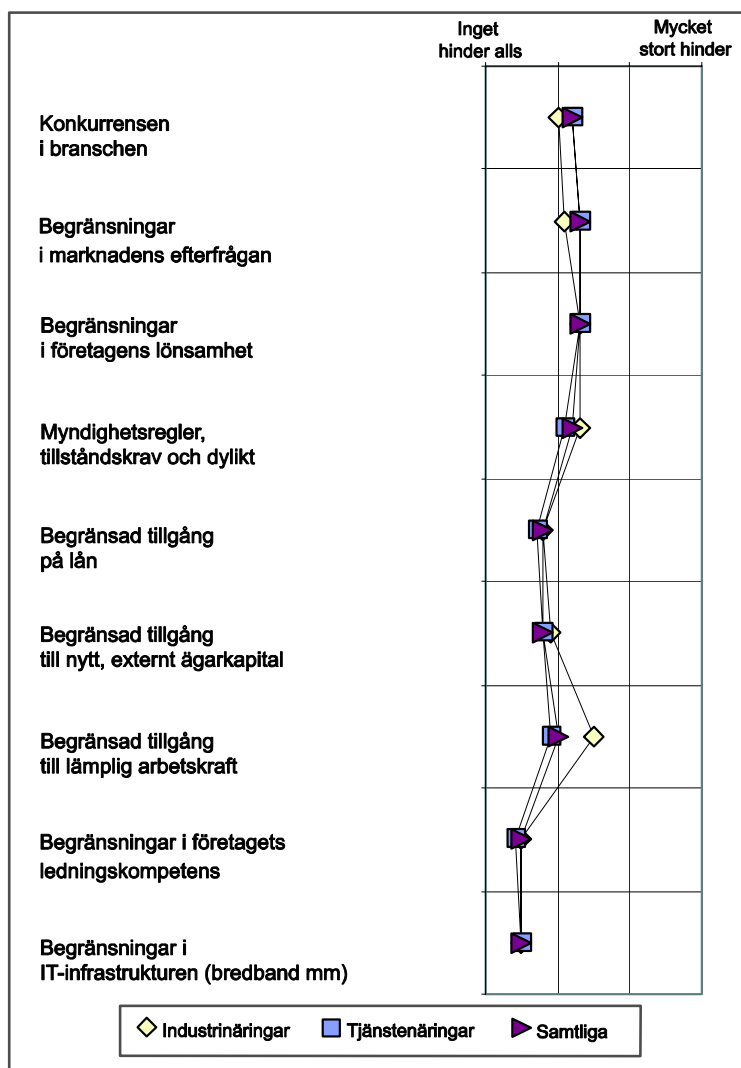 Inget
hinder alls
Mycket
stort hinder
Konkurrensen
i branschen
Begränsningar
i marknadens efterfrågan
Begränsningar
i företagens lönsamhet
Myndighetsregler,
tillståndskrav och dylikt
Begränsad tillgång
på lån
Begränsad tillgång
till nytt, externt ägarkapital
Begränsad tillgång
till lämplig arbetskraft
Begränsningar i företagets
ledningskompetens
Begränsningar i
IT-infrastrukturen (bredband mm)
Industrinäringar Tjänstenäringar Samtliga